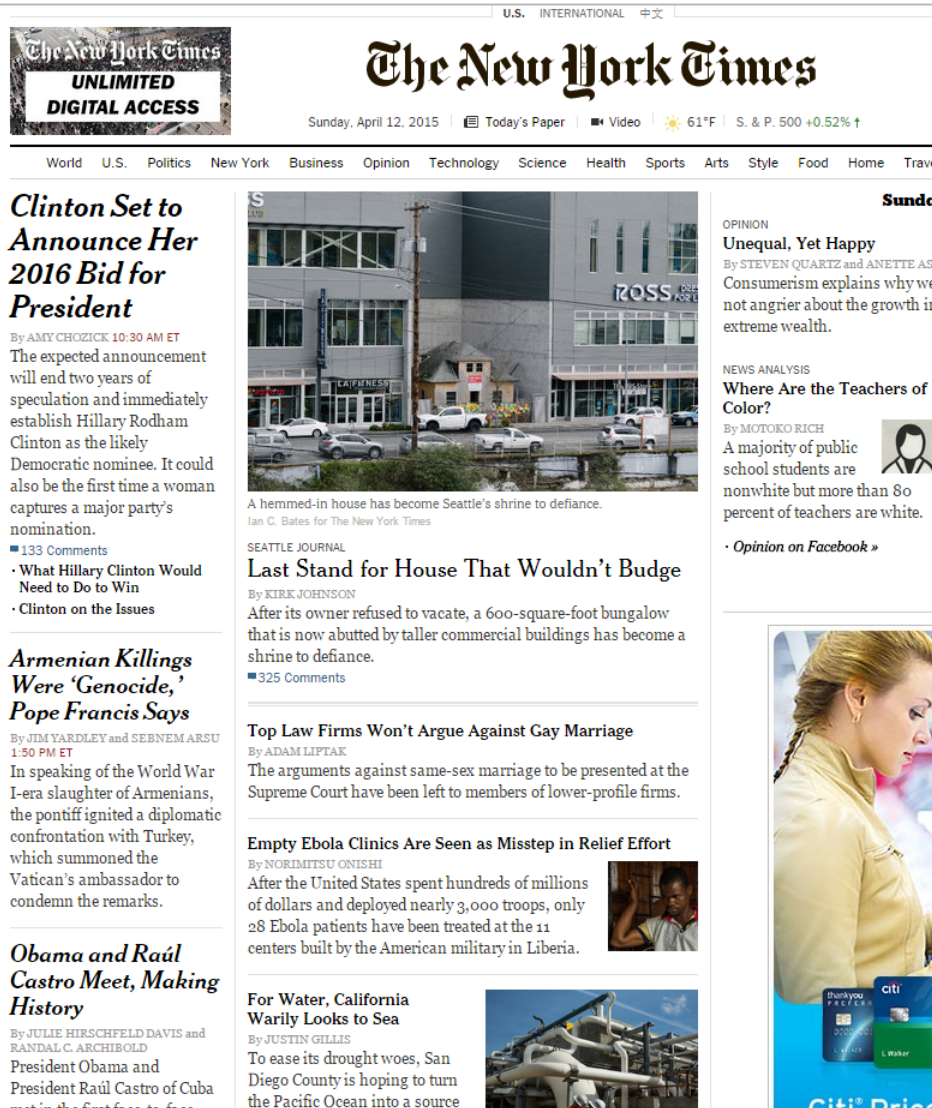 U.S. INTERNATIONAL 中文
The New York Times
UNLIMITED
DIGITAL ACCESS
The New York Times
Sunday, April 12, 2015 Today's Paper Video 61°F S. & P. 500 +0.52% ↑
World U.S. Politics New York Business Opinion Technology Science Health Sports Arts Style Food Home
Clinton Set to
Announce Her
2016 Bid for
President
By AMY CHOZICK 10:30 AM ET
The expected announcement
will end two years of
speculation and immediately
establish Hillary Rodham
Clinton as the likely
Democratic nominee. It could
also be the first time a woman
captures a major party's
nomination.
133 Comments
· What Hillary Clinton Would
Need to Do to Win
· Clinton on the Issues
Armenian Killings
Were ‘Genocide,’
Pope Francis Says
By JIM YARDLEY and SEBNEM ARSU
1:50 PM ET
In speaking of the World War
I-era slaughter of Armenians,
the pontiff ignited a diplomatic
confrontation with Turkey,
which summoned the
Vatican's ambassador to
condemn the remarks.
Obama and Raúl
Castro Meet, Making
History
By JULIE HIRSCHFELD DAVIS and
RANDAL C. ARCHIBOLD
President Obama and
President Raúl Castro of Cuba
met in the first face-to-face
ROSS
LA FITNESS
A hemmed-in house has become Seattle's shrine to defiance.
Ian C. Bates for The New York Times
SEATTLE JOURNAL
Last Stand for House That Wouldn't Budge
By KIRK JOHNSON
After its owner refused to vacate, a 600-square-foot bungalow
that is now abutted by taller commercial buildings has become a
shrine to defiance.
325 Comments
Top Law Firms Won't Argue Against Gay Marriage
By ADAM LIPTAK
The arguments against same-sex marriage to be presented at the
Supreme Court have been left to members of lower-profile firms.
Empty Ebola Clinics Are Seen as Misstep in Relief Effort
By NORIMITSU ONISHI
After the United States spent hundreds of millions
of dollars and deployed nearly 3,000 troops, only
28 Ebola patients have been treated at the 11
centers built by the American military in Liberia.
For Water, California
Warily Looks to Sea
By JUSTIN GILLIS
To ease its drought woes, San
Diego County is hoping to turn
the Pacific Ocean into a source
OPINION
Unequal, Yet Happy
By STEVEN QUARTZ and ANETTE
Consumerism explains why
not angrier about the growth
extreme wealth.
NEWS ANALYSIS
Where Are the Teachers of
Color?
By MOTOKO RICH
A majority of public
school students are
nonwhite but more than 80
percent of teachers are white.
· Opinion on Facebook »
thankyou
PREFERRED
citi
L Walker
Citi®